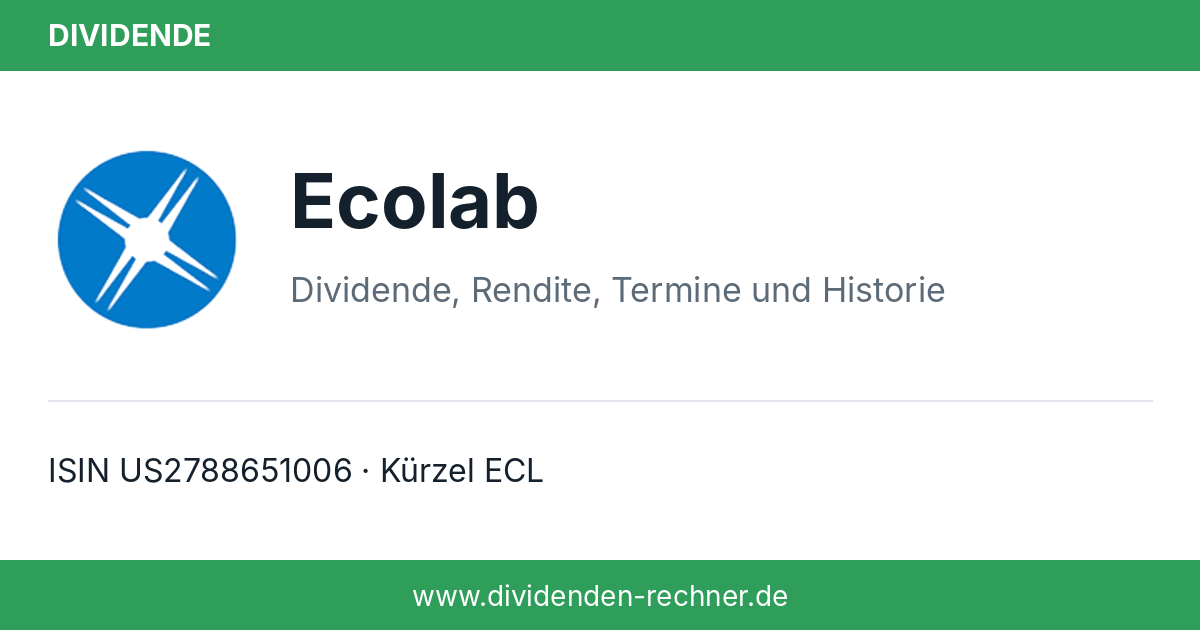 DIVIDENDE
Ecolab
Dividende, Rendite, Termine und Historie
ISIN US2788651006 · Kürzel ECL
www.dividenden-rechner.de